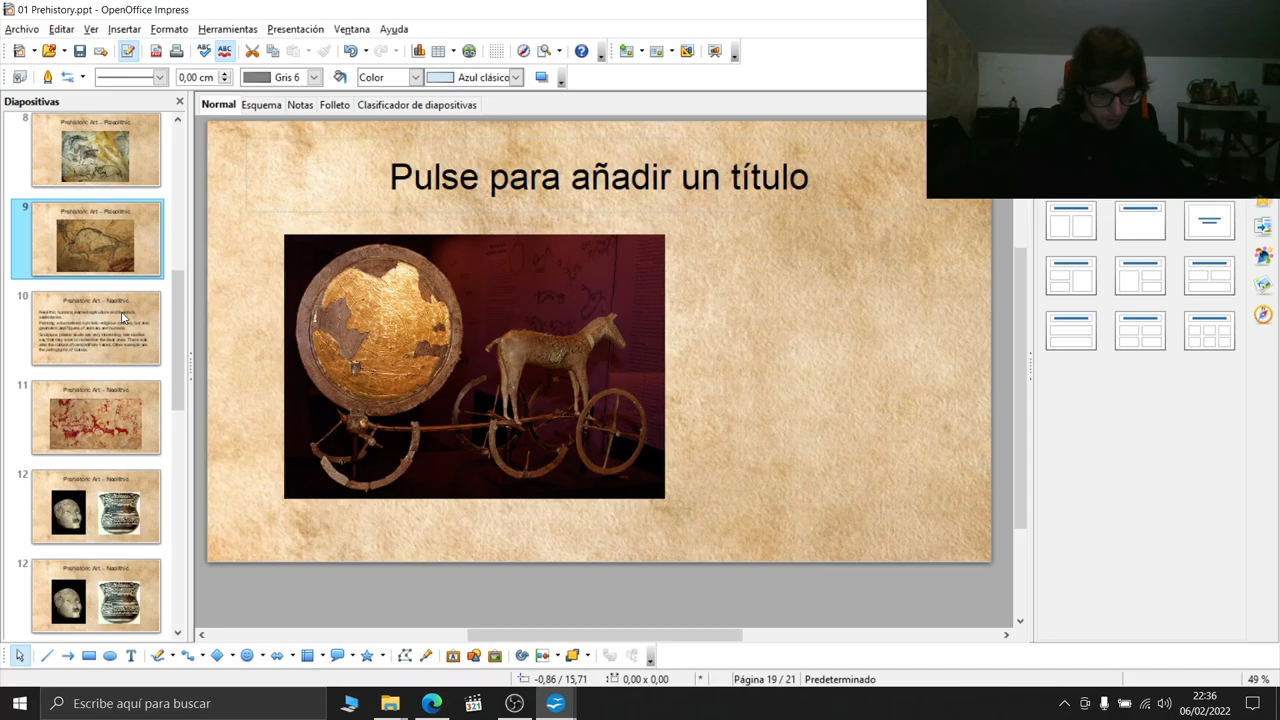 01 Prehistory.ppt - OpenOffice Impress
Archivo Editar Ver Insertar Formato Herramientas Presentación Ventana Ayuda
0,00 cm Gris 6 Color Azul clásico
Diapositivas
Normal Esquema Notas Folleto Clasificador de diapositivas
8
Prehistoric Art – Paleolithic
9
Prehistoric Art – Paleolithic
10
Prehistoric Art – Neolithic
11
Prehistoric Art – Neolithic
12
Prehistoric Art – Neolithic
12
Prehistoric Art – Neolithic
Pulse para añadir un título
-0,86 / 15,71 0,00 x 0,00 * Página 19 / 21 Predeterminado 49 %
Escribe aquí para buscar
321
22:36
06/02/2022